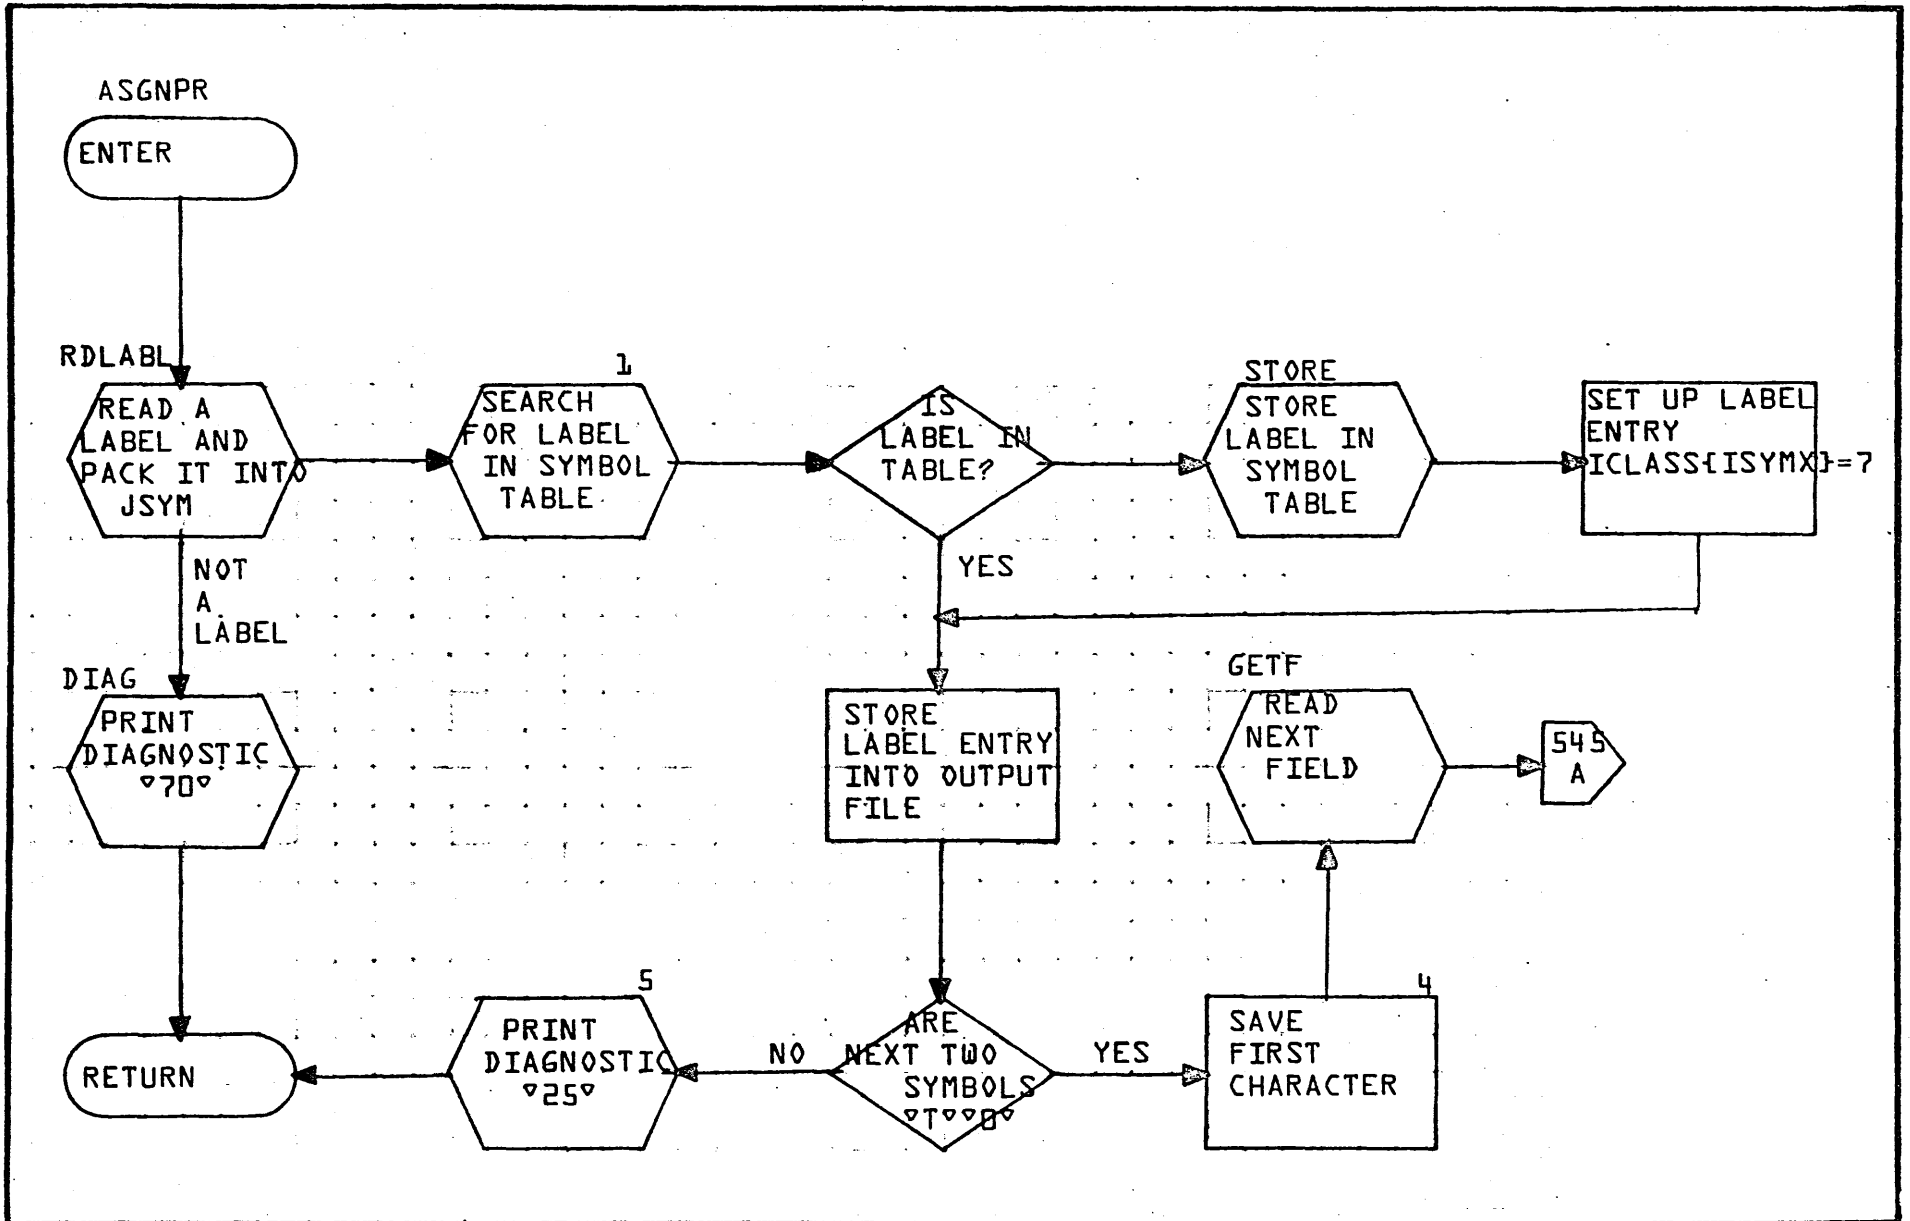 ASGNPR
ENTER
RDLABL
READ A
LABEL AND
PACK IT INTO
JSYM
1
SEARCH
FOR LABEL
IN SYMBOL
TABLE
IS
LABEL IN
TABLE?
STORE
STORE
LABEL IN
SYMBOL
TABLE
SET UP LABEL
ENTRY
ICLASS{ISYMX}=7
NOT
A
LABEL
YES
DIAG
PRINT
DIAGNOSTIC
▿70▿
STORE
LABEL ENTRY
INTO OUTPUT
FILE
GETF
READ
NEXT
FIELD
545
A
RETURN
5
PRINT
DIAGNOSTIC
▿25▿
NO
ARE
NEXT TWO
SYMBOLS
▿T▿▿O▿
YES
4
SAVE
FIRST
CHARACTER